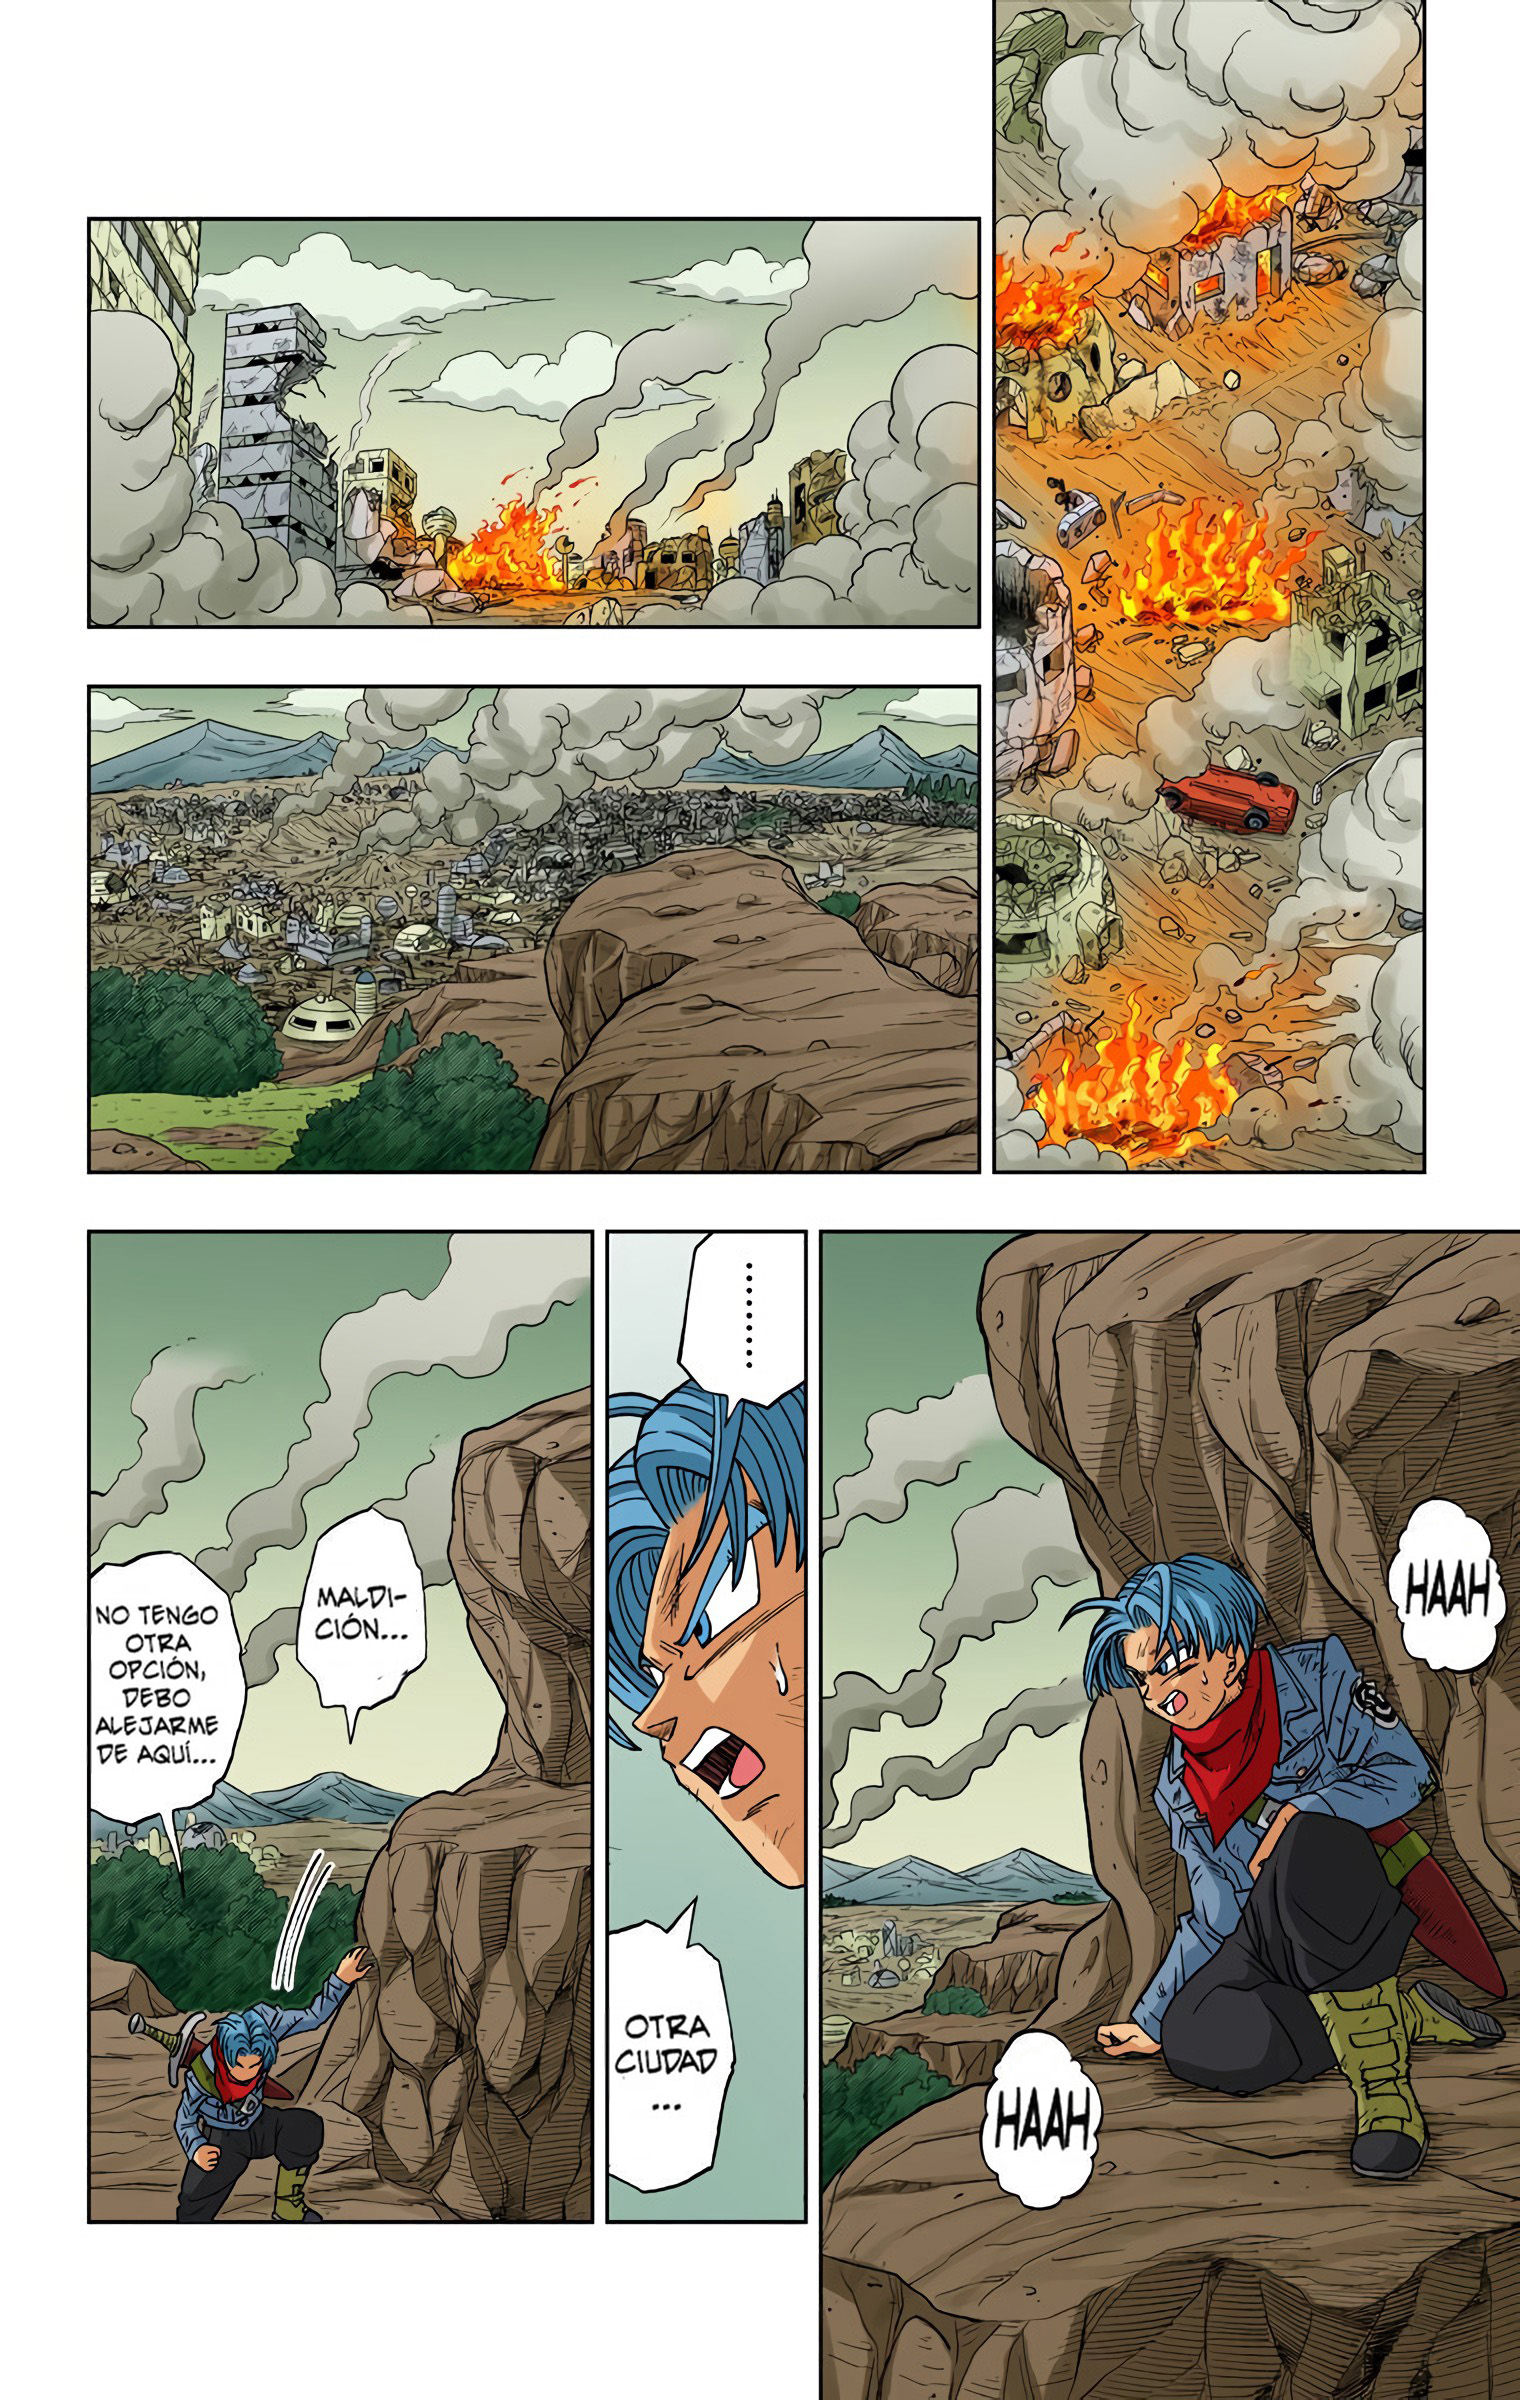 HAAH
HAAH
........
OTRA
CIUDAD
...
MALDI-
CIÓN...
NO TENGO
OTRA
OPCIÓN,
DEBO
ALEJARME
DE AQUÍ...